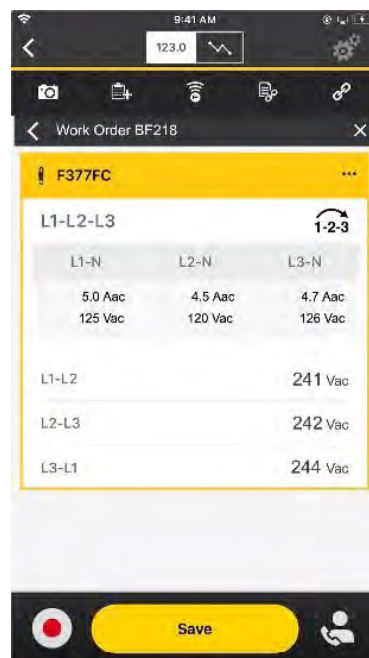 9:41 AM
123.0
Work Order BF218
F377FC
L1-L2-L3
1-2-3
L1-N L2-N L3-N
5.0 Aac 4.5 Aac 4.7 Aac
125 Vac 120 Vac 126 Vac
L1-L2 241 Vac
L2-L3 242 Vac
L3-L1 244 Vac
Save